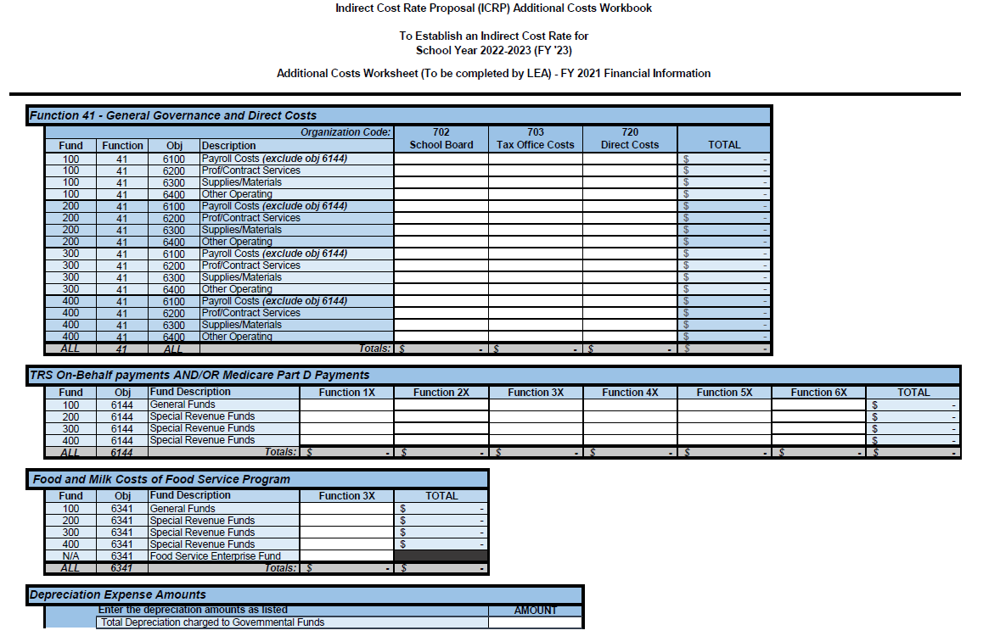 Indirect Cost Rate Proposal (ICRP) Additional Costs Workbook
To Establish an Indirect Cost Rate for
School Year 2022-2023 (FY '23)
Additional Costs Worksheet (To be completed by LEA) - FY 2021 Financial Information
Function 41 - General Governance and Direct Costs
Organization Code: 702 703 720
Fund Function Obj Description School Board Tax Office Costs Direct Costs TOTAL
100 41 6100 Payroll Costs (exclude obj 6144) $ -
100 41 6200 Prof/Contract Services $ -
100 41 6300 Supplies/Materials $ -
100 41 6400 Other Operating $ -
200 41 6100 Payroll Costs (exclude obj 6144) $ -
200 41 6200 Prof/Contract Services $ -
200 41 6300 Supplies/Materials $ -
200 41 6400 Other Operating $ -
300 41 6100 Payroll Costs (exclude obj 6144) $ -
300 41 6200 Prof/Contract Services $ -
300 41 6300 Supplies/Materials $ -
300 41 6400 Other Operating $ -
400 41 6100 Payroll Costs (exclude obj 6144) $ -
400 41 6200 Prof/Contract Services $ -
400 41 6300 Supplies/Materials $ -
400 41 6400 Other Operating $ -
ALL 41 ALL Totals: $ - $ - $ - $ -
TRS On-Behalf payments AND/OR Medicare Part D Payments
Fund Obj Fund Description Function 1X Function 2X Function 3X Function 4X Function 5X Function 6X TOTAL
100 6144 General Funds $ -
200 6144 Special Revenue Funds $ -
300 6144 Special Revenue Funds $ -
400 6144 Special Revenue Funds $ -
ALL 6144 Totals: $ - $ - $ - $ - $ - $ - $ -
Food and Milk Costs of Food Service Program
Fund Obj Fund Description Function 3X TOTAL
100 6341 General Funds $ -
200 6341 Special Revenue Funds $ -
300 6341 Special Revenue Funds $ -
400 6341 Special Revenue Funds $ -
N/A 6341 Food Service Enterprise Fund
ALL 6341 Totals: $ - $ -
Depreciation Expense Amounts
Enter the depreciation amounts as listed AMOUNT
Total Depreciation charged to Governmental Funds